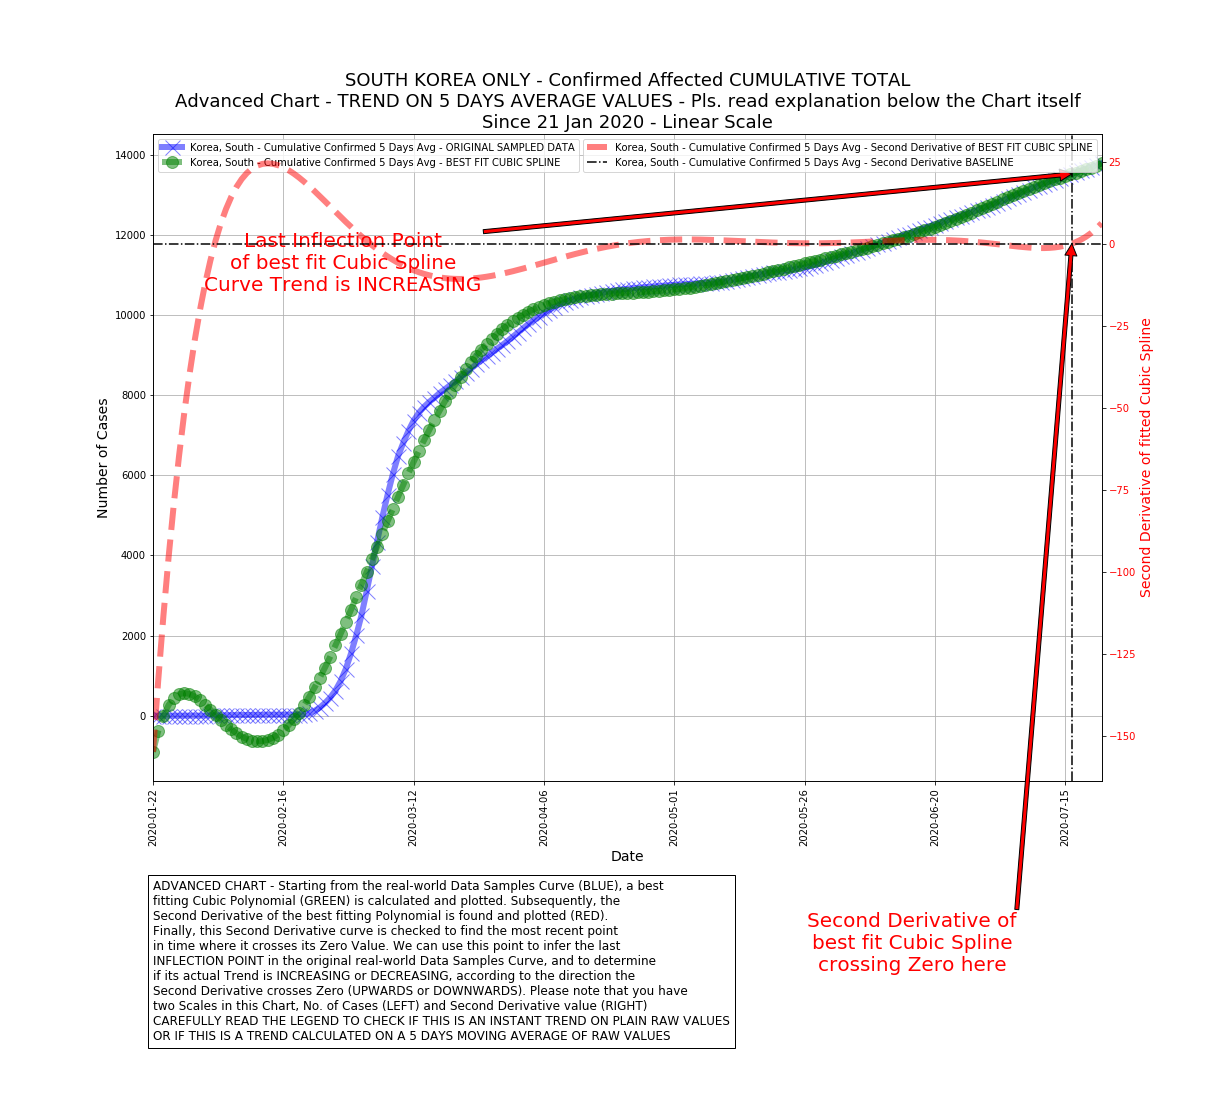 SOUTH KOREA ONLY - Confirmed Affected CUMULATIVE TOTAL
Advanced Chart - TREND ON 5 DAYS AVERAGE VALUES - Pls. read explanation below the Chart itself
Since 21 Jan 2020 - Linear Scale
Korea, South - Cumulative Confirmed 5 Days Avg - ORIGINAL SAMPLED DATA
Korea, South - Cumulative Confirmed 5 Days Avg - BEST FIT CUBIC SPLINE
Korea, South - Cumulative Confirmed 5 Days Avg - Second Derivative of BEST FIT CUBIC SPLINE
Korea, South - Cumulative Confirmed 5 Days Avg - Second Derivative BASELINE
Number of Cases
14000
12000
10000
8000
6000
4000
2000
0
Last Inflection Point
of best fit Cubic Spline
Curve Trend is INCREASING
25
0
−25
−50
−75
−100
−125
−150
Second Derivative of fitted Cubic Spline
2020-01-22
2020-02-16
2020-03-12
2020-04-06
2020-05-01
2020-05-26
2020-06-20
2020-07-15
Date
ADVANCED CHART - Starting from the real-world Data Samples Curve (BLUE), a best
fitting Cubic Polynomial (GREEN) is calculated and plotted. Subsequently, the
Second Derivative of the best fitting Polynomial is found and plotted (RED).
Finally, this Second Derivative curve is checked to find the most recent point
in time where it crosses its Zero Value. We can use this point to infer the last
INFLECTION POINT in the original real-world Data Samples Curve, and to determine
if its actual Trend is INCREASING or DECREASING, according to the direction the
Second Derivative crosses Zero (UPWARDS or DOWNWARDS). Please note that you have
two Scales in this Chart, No. of Cases (LEFT) and Second Derivative value (RIGHT)
CAREFULLY READ THE LEGEND TO CHECK IF THIS IS AN INSTANT TREND ON PLAIN RAW VALUES
OR IF THIS IS A TREND CALCULATED ON A 5 DAYS MOVING AVERAGE OF RAW VALUES
Second Derivative of
best fit Cubic Spline
crossing Zero here